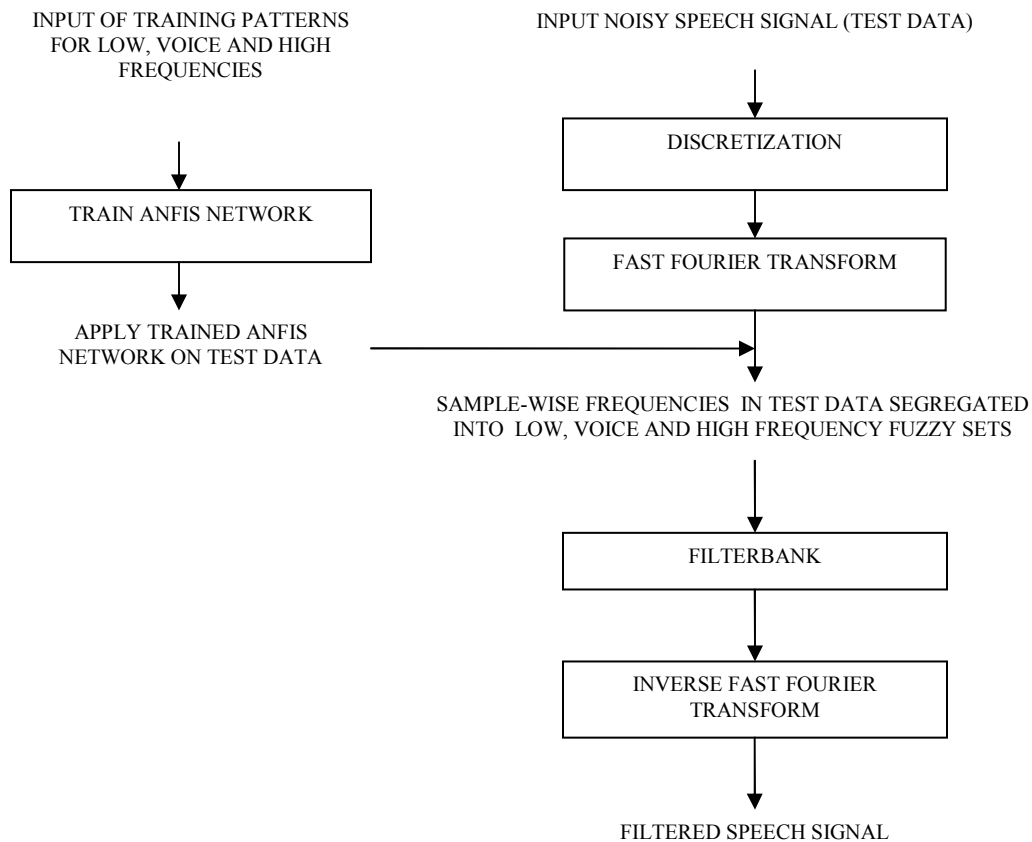 INPUT OF TRAINING PATTERNS
FOR LOW, VOICE AND HIGH
FREQUENCIES
INPUT NOISY SPEECH SIGNAL (TEST DATA)
DISCRETIZATION
TRAIN ANFIS NETWORK
FAST FOURIER TRANSFORM
APPLY TRAINED ANFIS
NETWORK ON TEST DATA
SAMPLE-WISE FREQUENCIES IN TEST DATA SEGREGATED
INTO LOW, VOICE AND HIGH FREQUENCY FUZZY SETS
FILTERBANK
INVERSE FAST FOURIER
TRANSFORM
FILTERED SPEECH SIGNAL